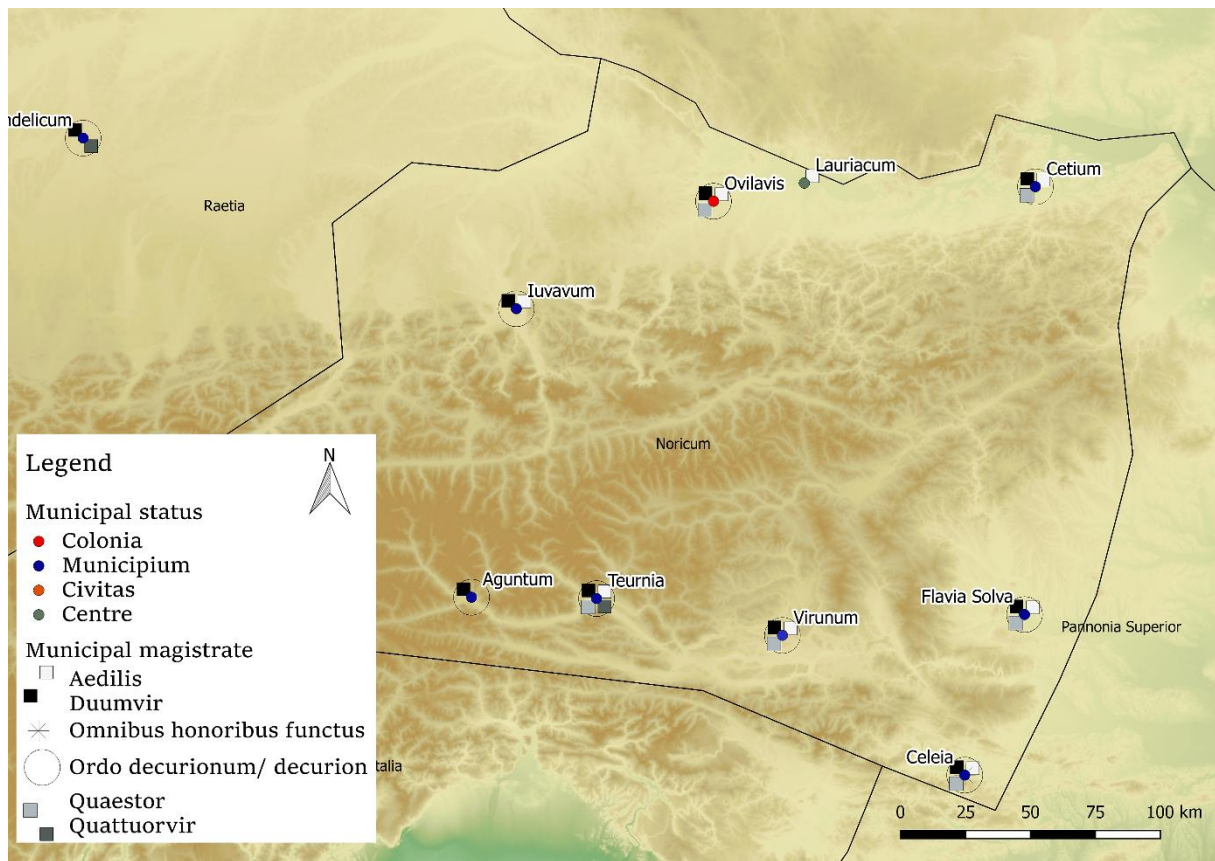 ndelicum
Lauriacum
Ovilavis
Cetium
Raetia
Iuvavum
Noricum
Aguntum
Teurnia
Virunum
Flavia Solva
Pannonia Superior
Celeia
talia
Legend
N
Municipal status
Colonia
Municipium
Civitas
Centre
Municipal magistrate
Aedilis
Duumvir
Omnibus honoribus functus
Ordo decurionum/ decurion
Quaestor
Quattuorvir
0 25 50 75 100 km